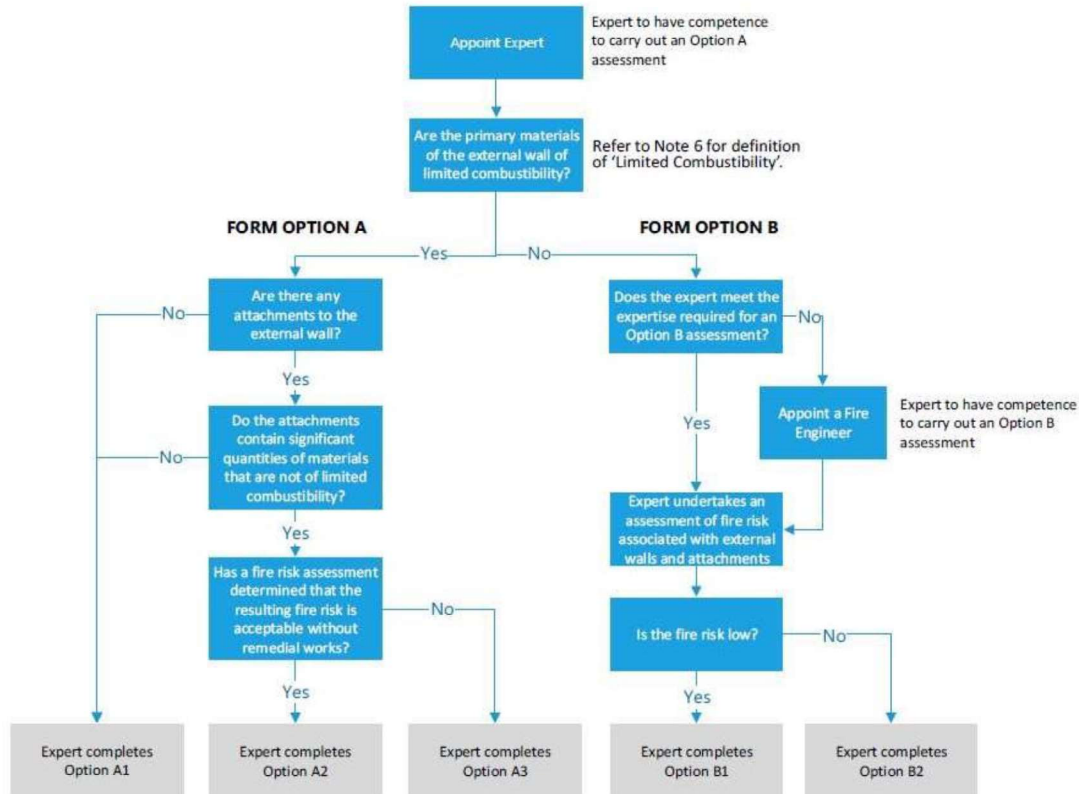 Appoint Expert
Expert to have competence
to carry out an Option A
assessment
Are the primary materials
of the external wall of
limited combustibility?
Refer to Note 6 for definition
of ‘Limited Combustibility’.
FORM OPTION A
FORM OPTION B
Yes
No
Are there any
attachments to the
external wall?
No
Yes
Do the attachments
contain significant
quantities of materials
that are not of limited
combustibility?
No
Yes
Has a fire risk assessment
determined that the
resulting fire risk is
acceptable without
remedial works?
No
Yes
Does the expert meet the
expertise required for an
Option B assessment?
No
Yes
Appoint a Fire
Engineer
Expert to have competence
to carry out an Option B
assessment
Expert undertakes an
assessment of fire risk
associated with external
walls and attachments
Is the fire risk low?
No
Yes
Expert completes
Option A1
Expert completes
Option A2
Expert completes
Option A3
Expert completes
Option B1
Expert completes
Option B2